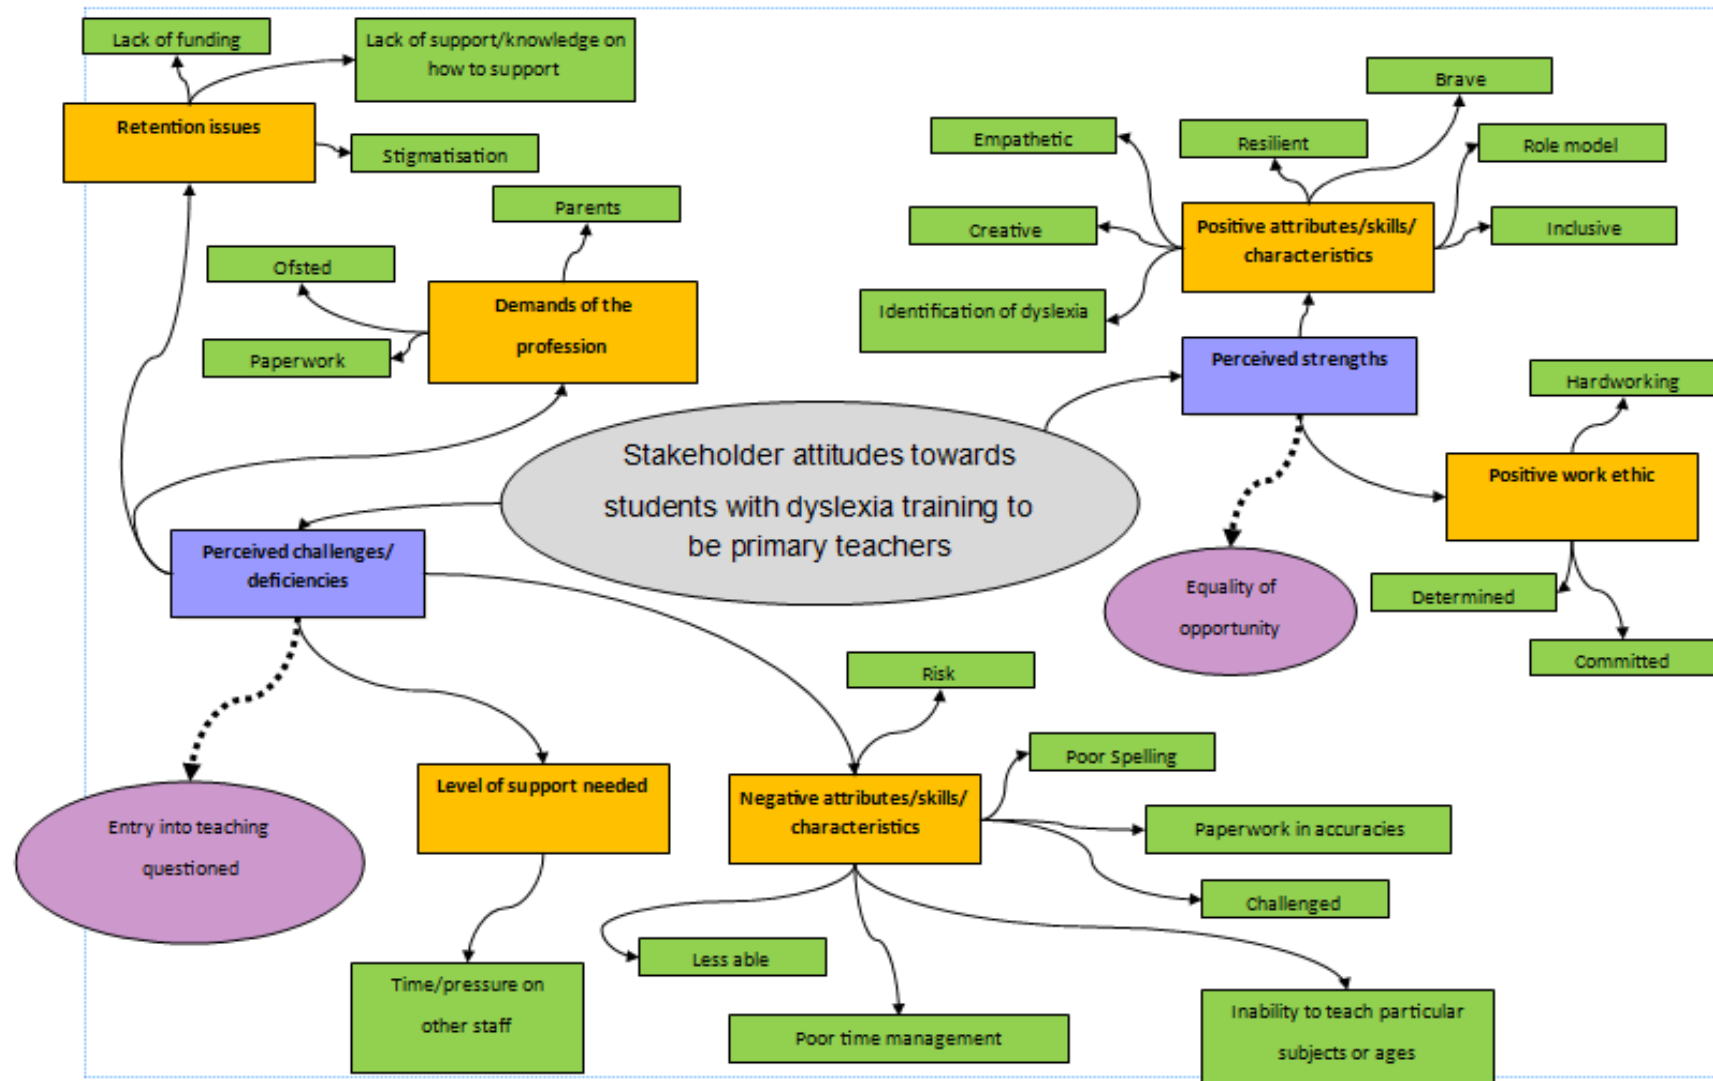 Lack of funding
Lack of support/knowledge on
how to support
Retention issues
Stigmatisation
Parents
Ofsted
Demands of the
profession
Paperwork
Brave
Empathetic
Resilient
Role model
Creative
Positive attributes/skills/
characteristics
Inclusive
Identification of dyslexia
Perceived strengths
Hardworking
Stakeholder attitudes towards
students with dyslexia training to
be primary teachers
Positive work ethic
Perceived challenges/
deficiencies
Equality of
opportunity
Determined
Committed
Risk
Poor Spelling
Level of support needed
Negative attributes/skills/
characteristics
Paperwork in accuracies
Entry into teaching
questioned
Challenged
Less able
Time/pressure on
other staff
Poor time management
Inability to teach particular
subjects or ages